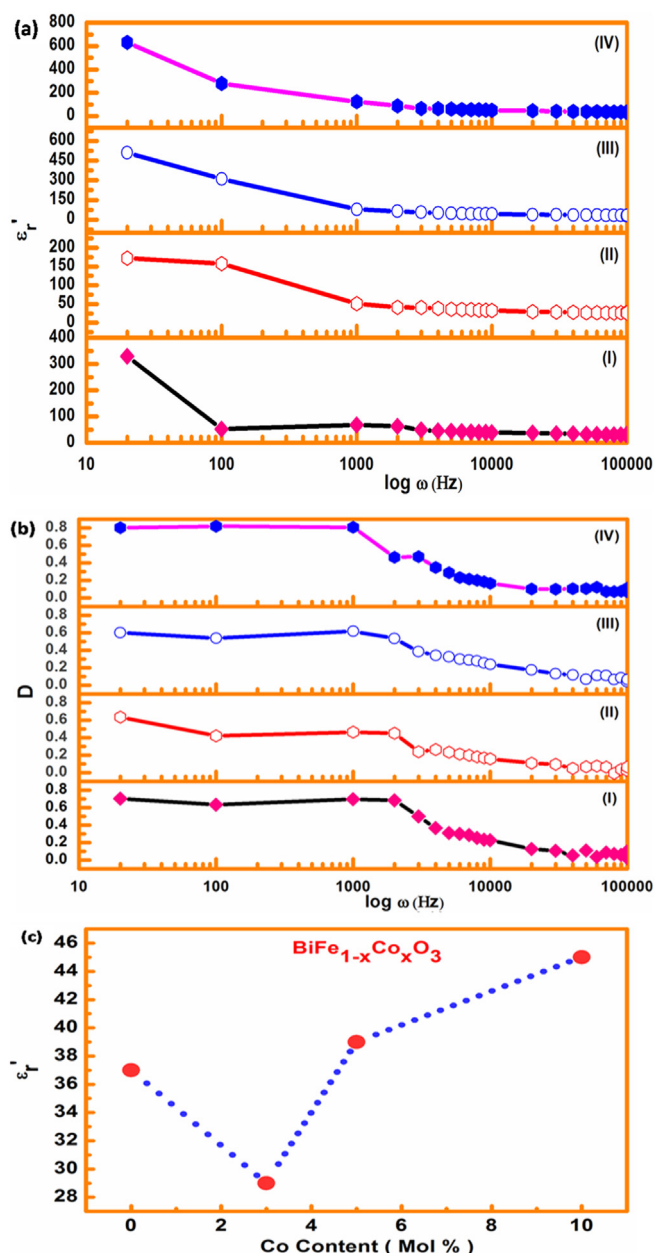 (a)
800
600
400
200
0
(IV)
600
450
300
150
0
(III)
εr'
200
150
100
50
0
(II)
400
300
200
100
0
(I)
10 100 1000 10000 100000
log ω (Hz)
(b)
0.8
0.6
0.4
0.2
0.0
(IV)
0.8
0.6
0.4
0.2
0.0
(III)
D
0.8
0.6
0.4
0.2
0.0
(II)
0.8
0.6
0.4
0.2
0.0
(I)
10 100 1000 10000 100000
log ω (Hz)
(c)
BiFe1-xCoxO3
46
44
42
40
38
36
34
32
30
28
εr'
0 2 4 6 8 10
Co Content ( Mol % )